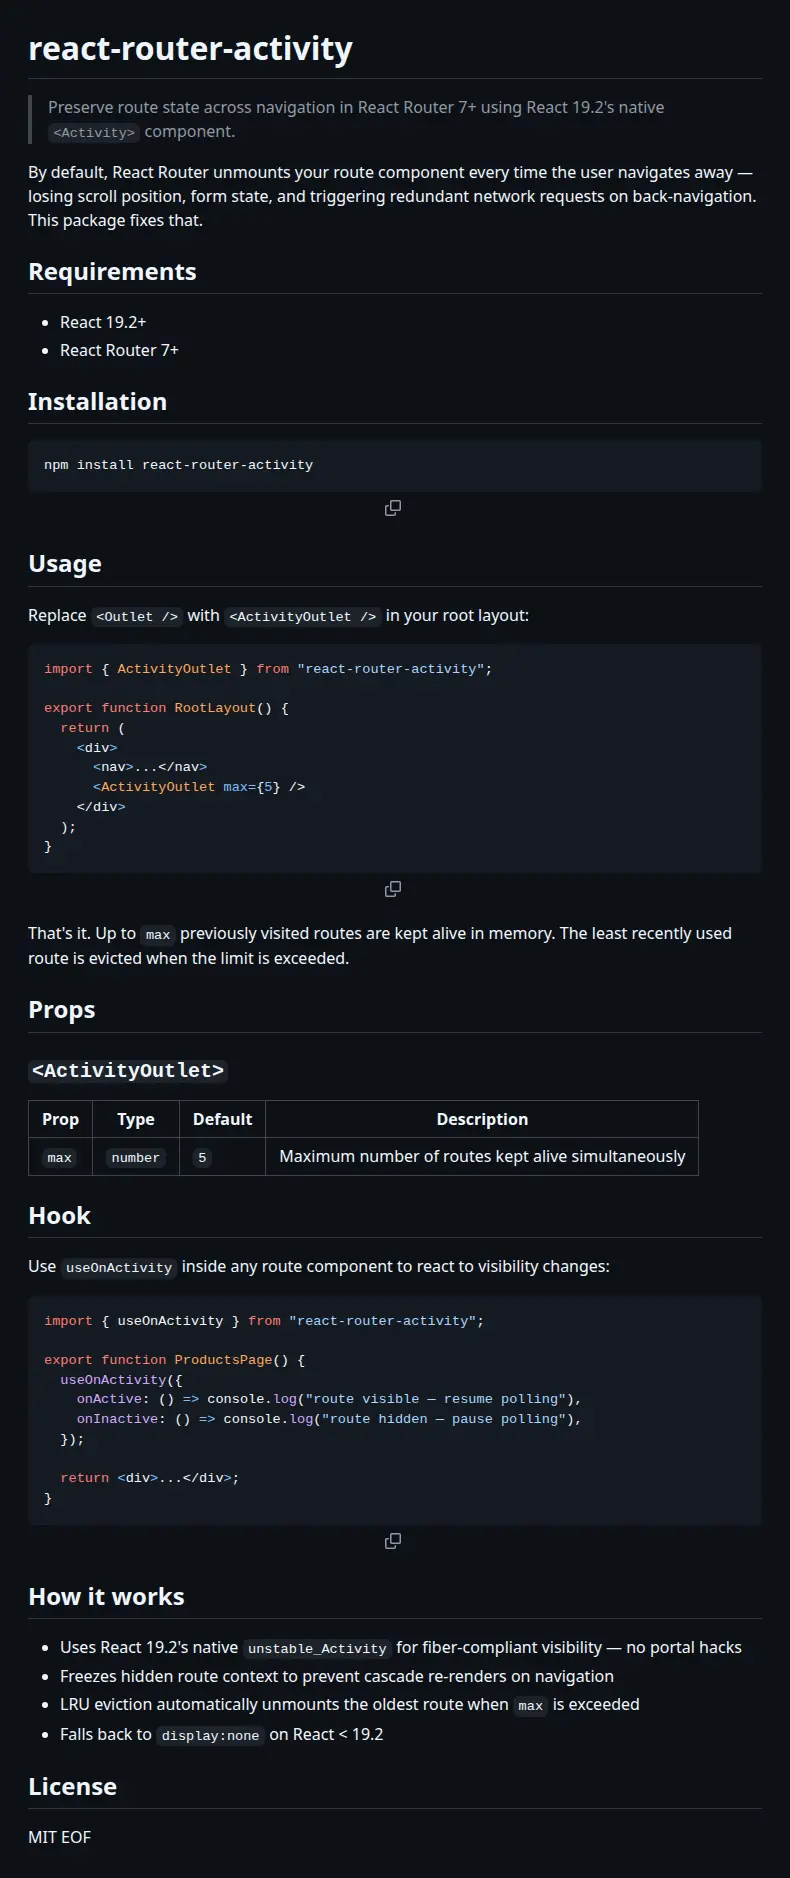 react-router-activity
Preserve route state across navigation in React Router 7+ using React 19.2's native
<Activity> component.
By default, React Router unmounts your route component every time the user navigates away —
losing scroll position, form state, and triggering redundant network requests on back-navigation.
This package fixes that.
Requirements
• React 19.2+
• React Router 7+
Installation
npm install react-router-activity
Usage
Replace <Outlet /> with <ActivityOutlet /> in your root layout:
import { ActivityOutlet } from "react-router-activity";
export function RootLayout() {
  return (
    <div>
      <nav>...</nav>
      <ActivityOutlet max={5} />
    </div>
  );
}
That's it. Up to max previously visited routes are kept alive in memory. The least recently used
route is evicted when the limit is exceeded.
Props
<ActivityOutlet>
Prop Type Default Description
max number 5 Maximum number of routes kept alive simultaneously
Hook
Use useOnActivity inside any route component to react to visibility changes:
import { useOnActivity } from "react-router-activity";
export function ProductsPage() {
  useOnActivity({
    onActive: () => console.log("route visible — resume polling"),
    onInactive: () => console.log("route hidden — pause polling"),
  });
  return <div>...</div>;
}
How it works
• Uses React 19.2's native unstable_Activity for fiber-compliant visibility — no portal hacks
• Freezes hidden route context to prevent cascade re-renders on navigation
• LRU eviction automatically unmounts the oldest route when max is exceeded
• Falls back to display:none on React < 19.2
License
MIT EOF